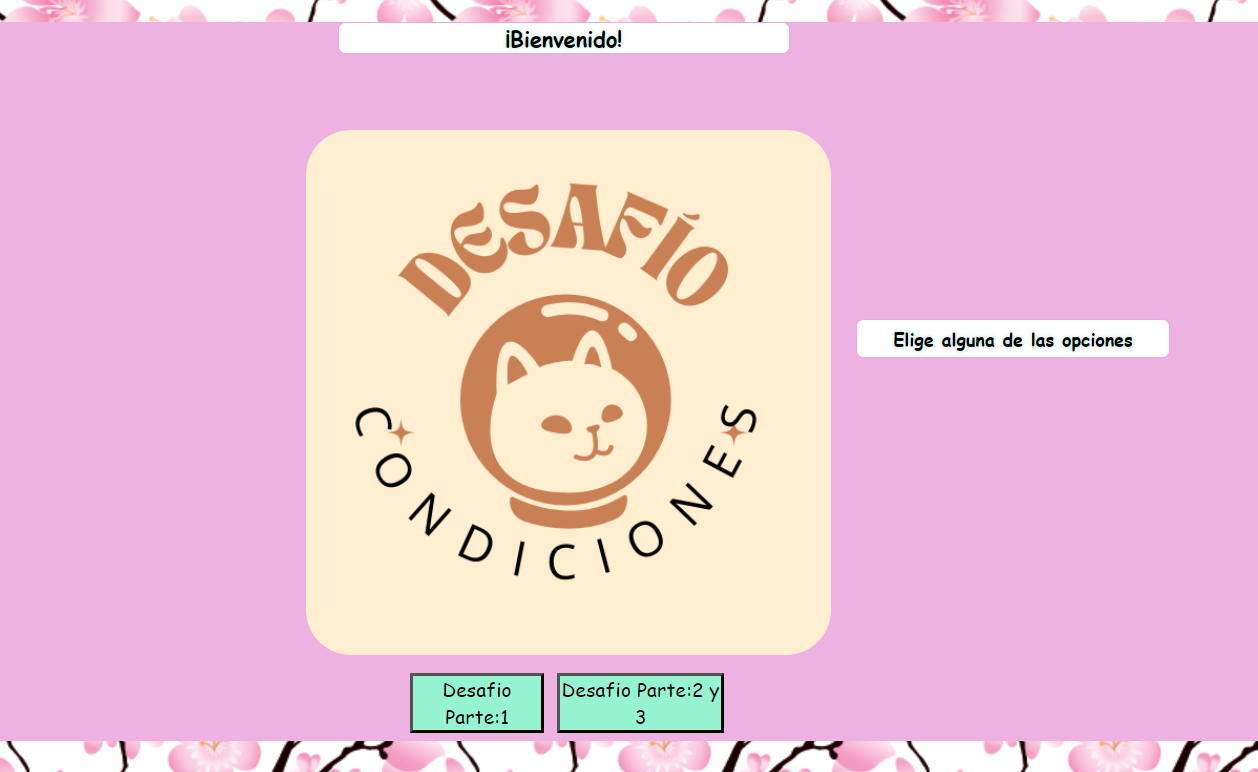 ¡Bienvenido!
DESAFÍO
CONDICIONES
Elige alguna de las opciones
Desafio
Parte:1
Desafio Parte:2 y
3